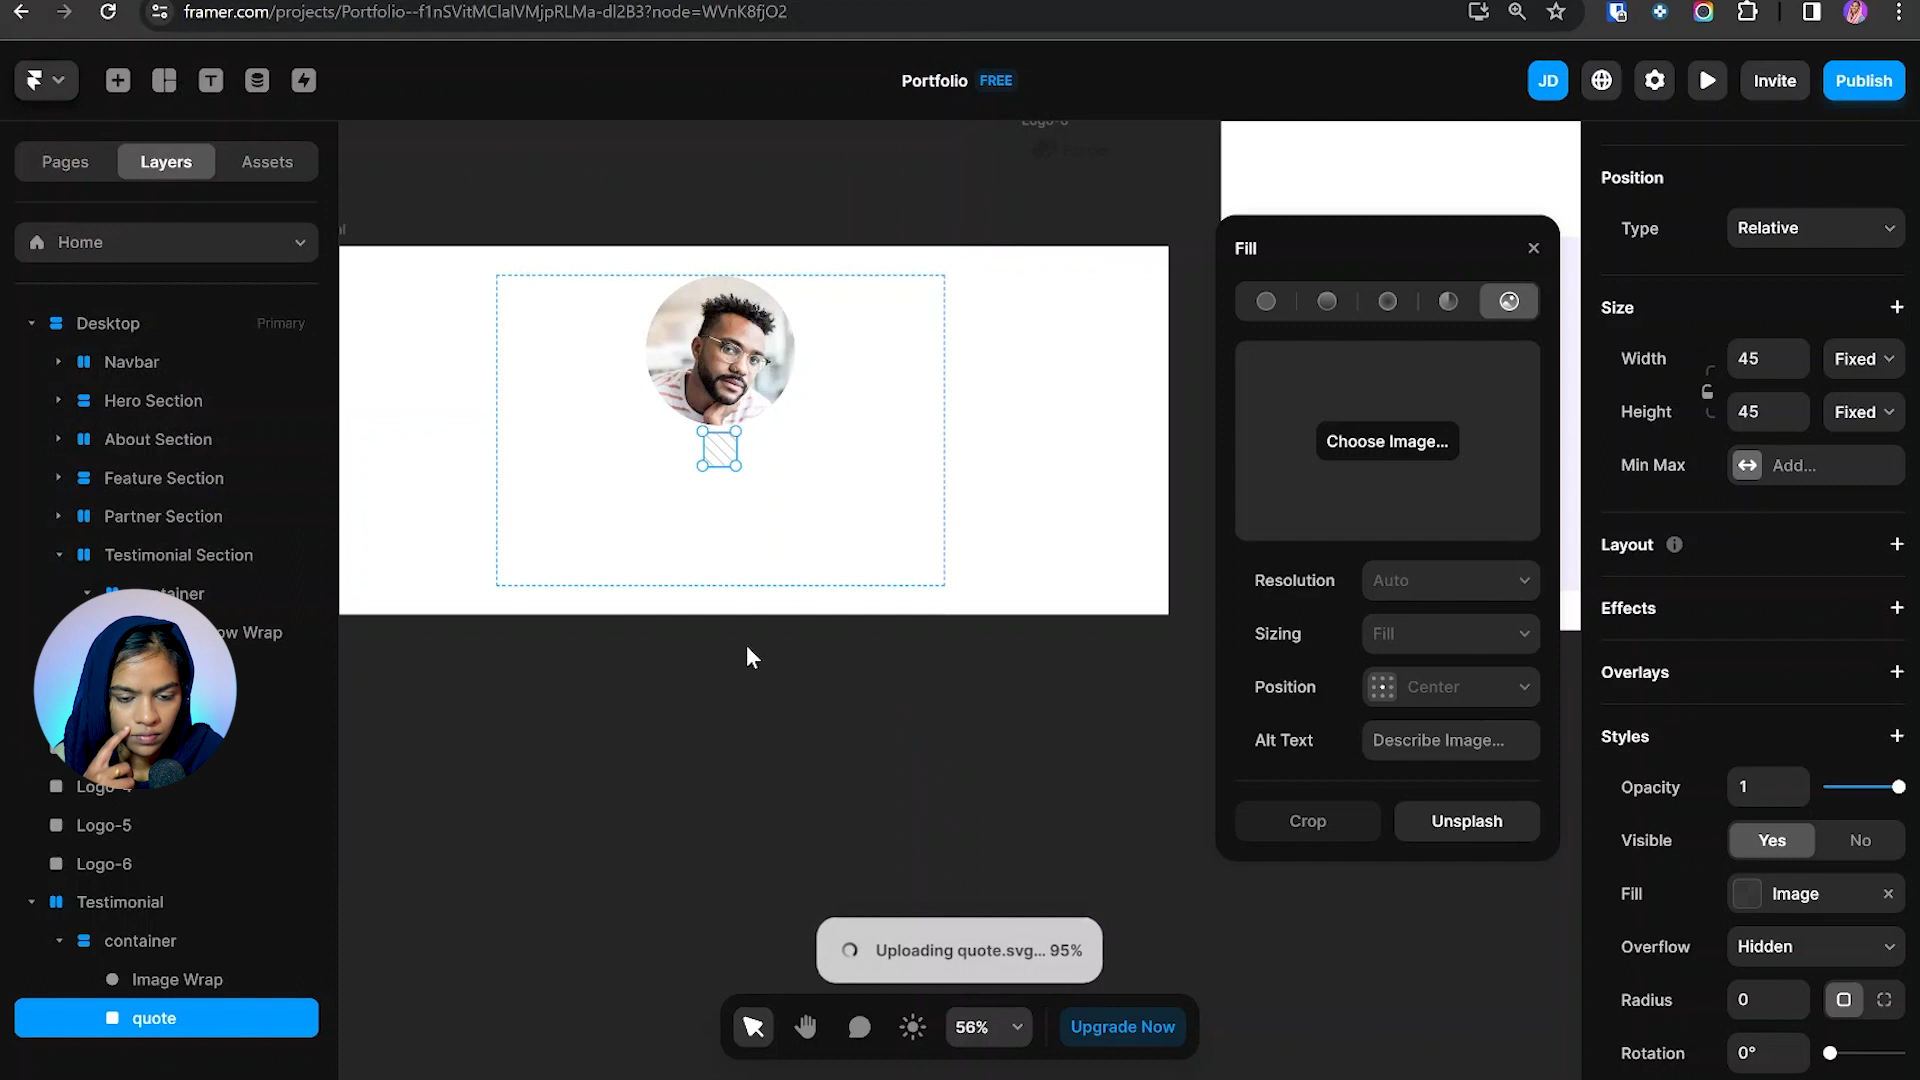 framer.com/projects/Portfolio--f1nSVitMClalVMjpRLMa-dl2B3?node=WVnK8fjO2
Portfolio FREE
JD
Invite
Publish
Pages
Layers
Assets
Home
Desktop
Primary
Navbar
Hero Section
About Section
Feature Section
Partner Section
Testimonial Section
Logo-5
Logo-6
Testimonial
container
Image Wrap
quote
Fill
Choose Image...
Resolution
Auto
Sizing
Fill
Position
Center
Alt Text
Describe Image...
Crop
Unsplash
Uploading quote.svg... 95%
56%
Upgrade Now
Position
Type
Relative
Size
Width
45
Fixed
Height
45
Fixed
Min Max
Add...
Layout
Effects
Overlays
Styles
Opacity
1
Visible
Yes
No
Fill
Image
Overflow
Hidden
Radius
0
Rotation
0°